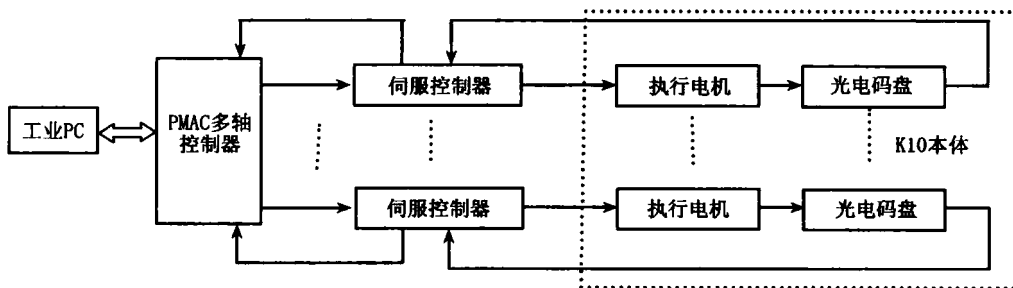 伺服控制器
执行电机
光电码盘
工业PC
PMAC多轴
控制器
K10本体
伺服控制器
执行电机
光电码盘